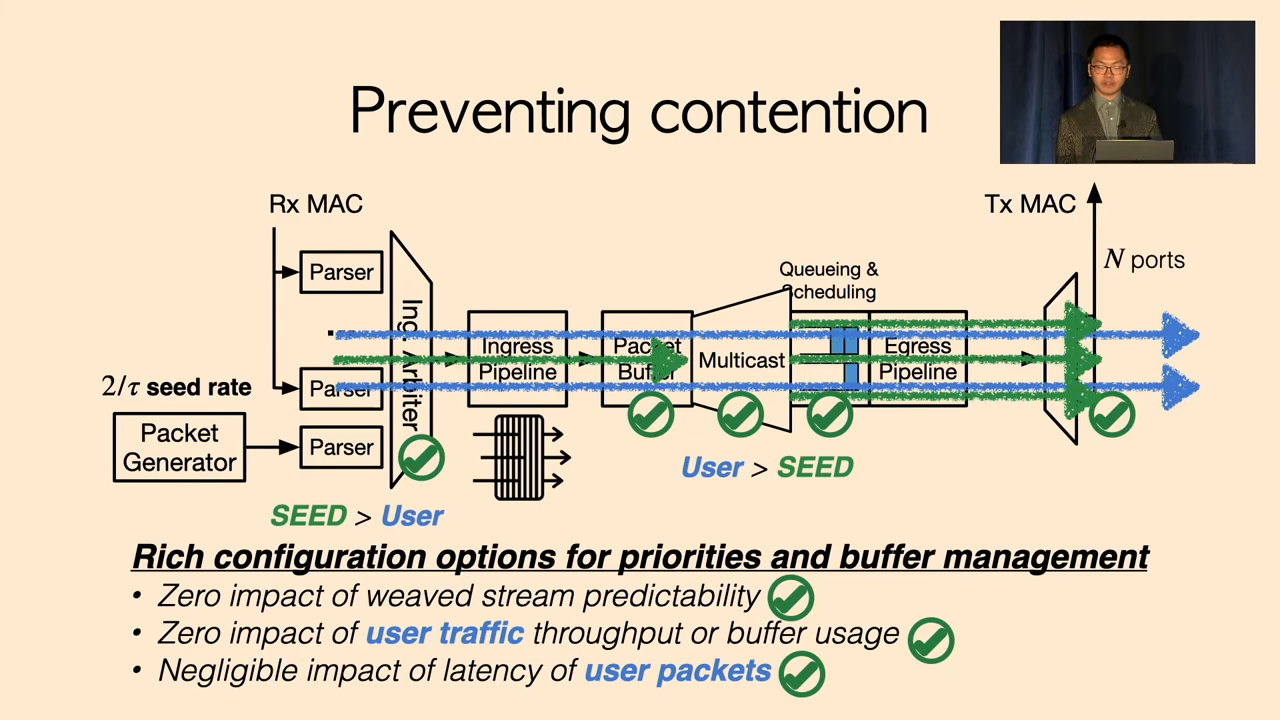 Preventing contention
Rx MAC
Tx MAC
N ports
Queueing &
Scheduling
Parser
Ing. Arbiter
Ingress
Pipeline
Packet
Buffer
Multicast
Egress
Pipeline
Parser
2/τ seed rate
Packet
Generator
Parser
User > SEED
SEED > User
Rich configuration options for priorities and buffer management
• Zero impact of weaved stream predictability
• Zero impact of user traffic throughput or buffer usage
• Negligible impact of latency of user packets